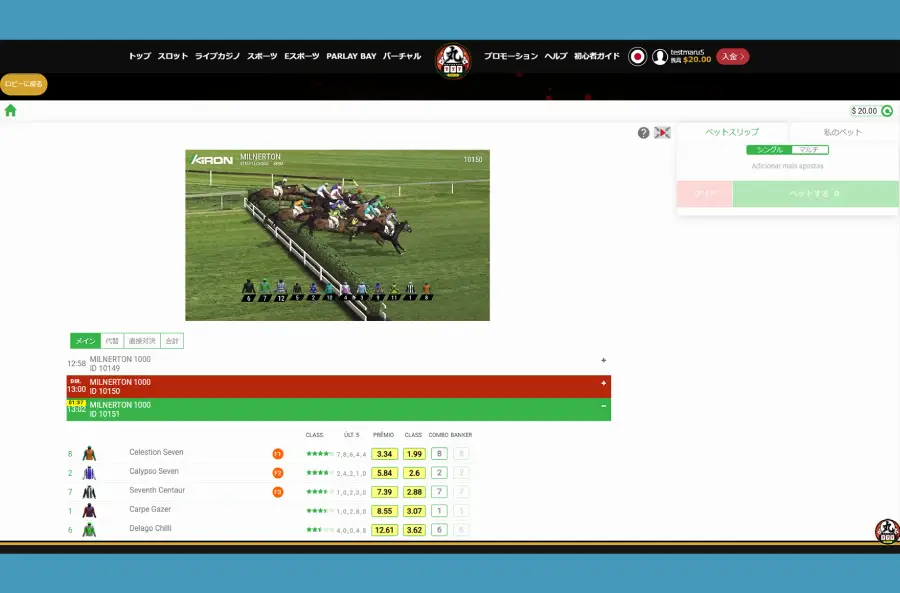 トップ スロット ライブカジノ スポーツ Eスポーツ PARLAY BAY バーチャル
プロモーション ヘルプ 初心者ガイド
testmaru5
残高 $20.00
入金
ロビーに戻る
$ 20.00
KIRON MILNERTON
10150
6 7 12 5 2 10 4 3 9 11 1 8
ベットスリップ 私のベット
シングル マルチ
Adicionar mais apostas
クリア ベットする 0
メイン 代替 直接対決 合計
12:58 MILNERTON 1000
ID 10149
DIR. 13:00 MILNERTON 1000
ID 10150
01:37 13:02 MILNERTON 1000
ID 10151
CLASS. ÚLT 5 PRÉMIO CLASS COMBO BANKER
8 Celestion Seven F1 7,8,6,4,4 3.34 1.99 8 8
2 Calypso Seven F2 2,4,2,1,0 5.84 2.6 2 2
7 Seventh Centaur F3 1,0,2,3,0 7.39 2.88 7 7
1 Carpe Gazer 1,0,2,8,0 8.55 3.07 1 1
6 Delago Chilli 4,0,0,4,8 12.61 3.62 6 6